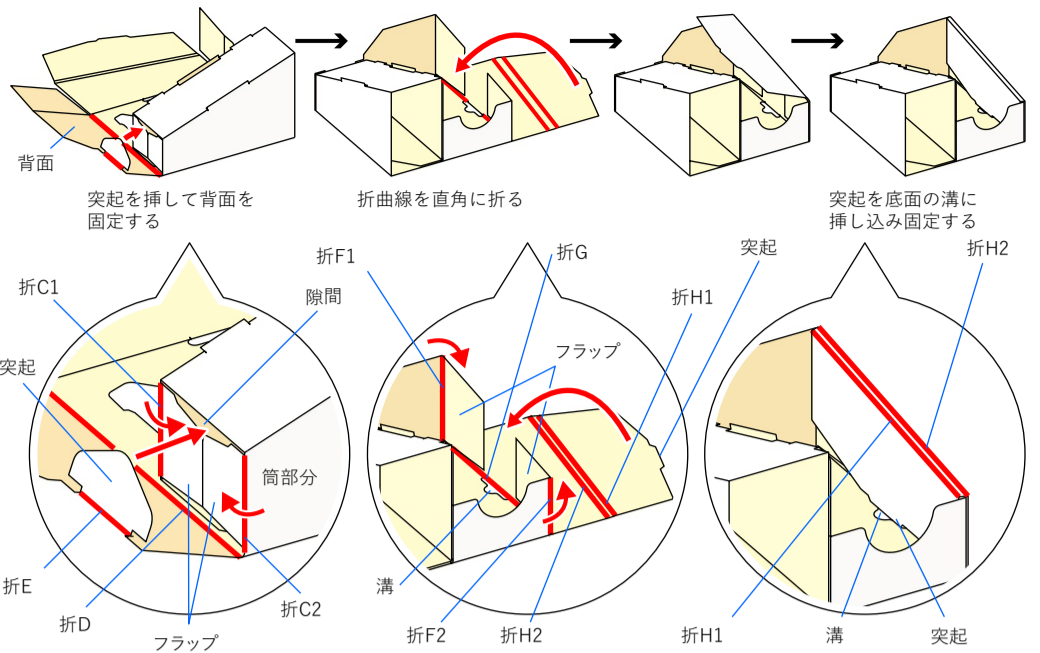 背面
突起を挿して背面を
固定する
折曲線を直角に折る
突起を底面の溝に
挿し込み固定する
折C1
突起
隙間
筒部分
折E
折D
フラップ
折C2
折F1
折G
突起
折H1
フラップ
溝
折F2
折H2
折H2
折H1
溝
突起